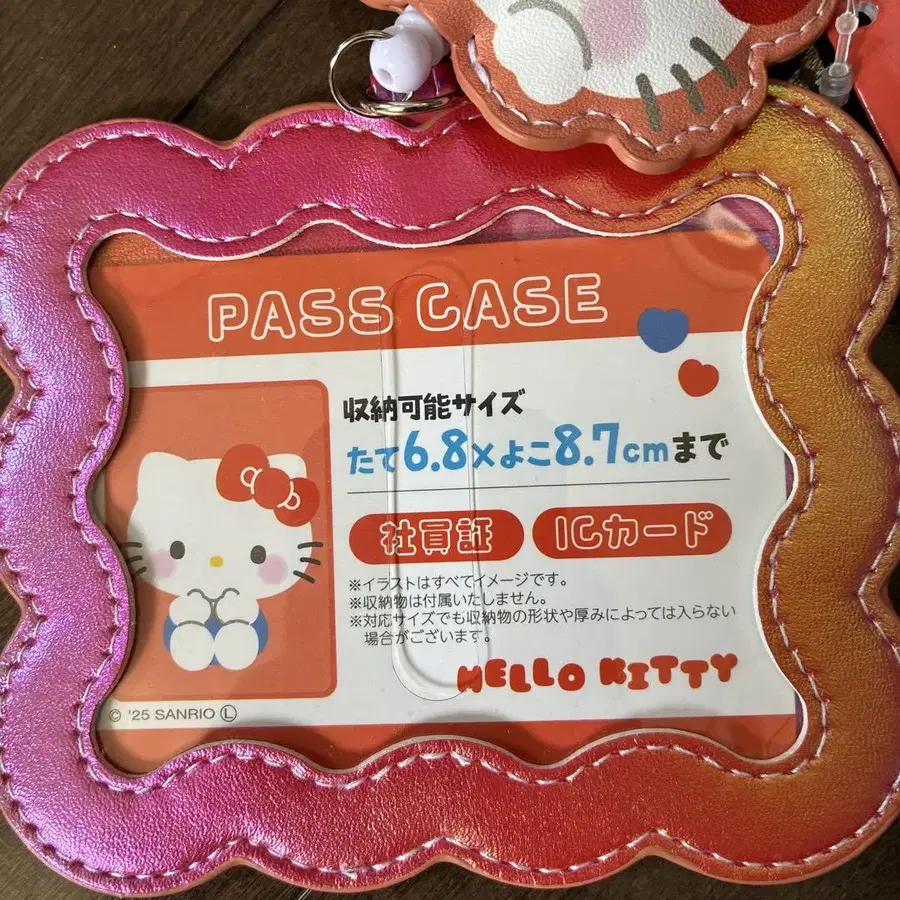 PASS CASE
収納可能サイズ
たて6.8×よこ8.7cmまで
社員証
ICカード
※イラストはすべてイメージです。
※収納物は付属いたしません。
※対応サイズでも収納物の形状や厚みによっては入らない
場合がございます。
HELLO KITTY
© '25 SANRIO Ⓛ